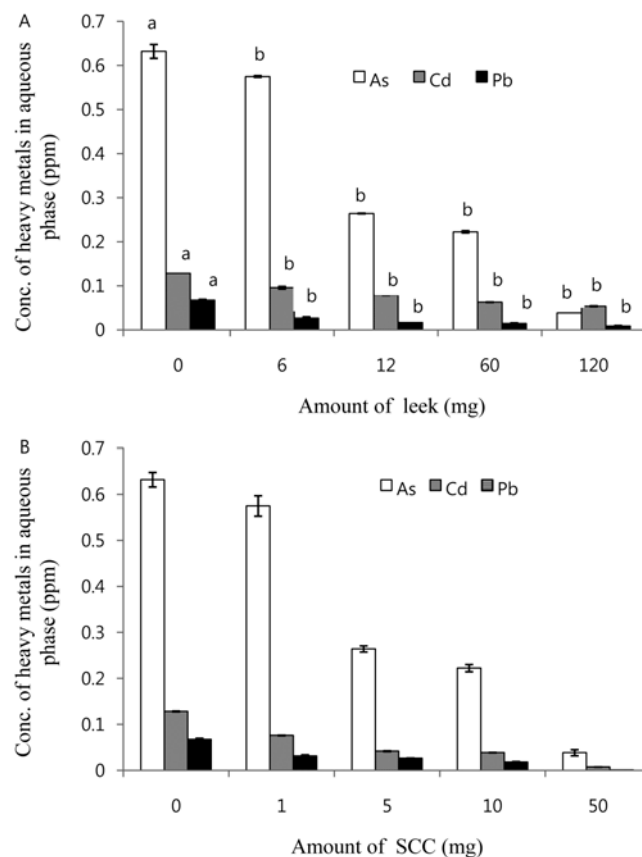 A
Conc. of heavy metals in aqueous
phase (ppm)
0.7
0.6
0.5
0.4
0.3
0.2
0.1
0
a
b
As Cd Pb
b
b
a
a
b
b
b
b
b
b
b
b
b
0 6 12 60 120
Amount of leek (mg)
B
Conc. of heavy metals in aqueous
phase (ppm)
0.7
0.6
0.5
0.4
0.3
0.2
0.1
0
As Cd Pb
0 1 5 10 50
Amount of SCC (mg)